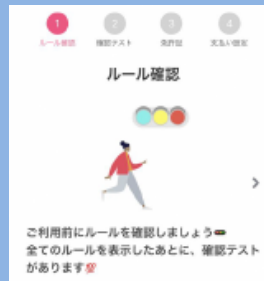 1 2 3 4
ルール確認 確認テスト 免許証 支払い設定
ルール確認
ご利用前にルールを確認しましょう🚥
全てのルールを表示したあとに、確認テスト
があります💯